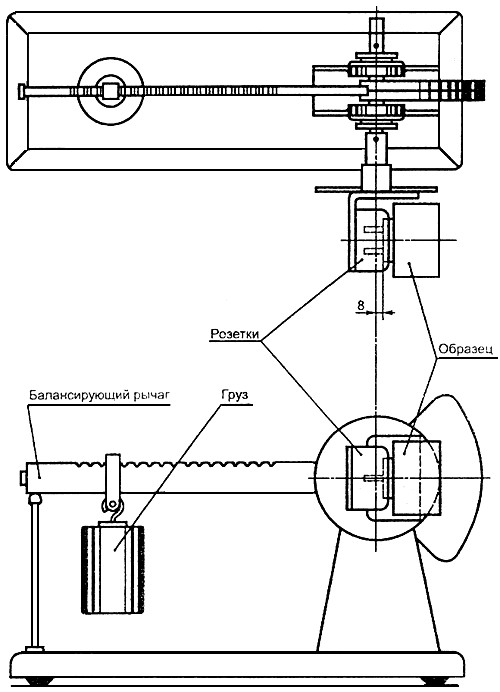 8
Розетки
Образец
Балансирующий рычаг
Груз